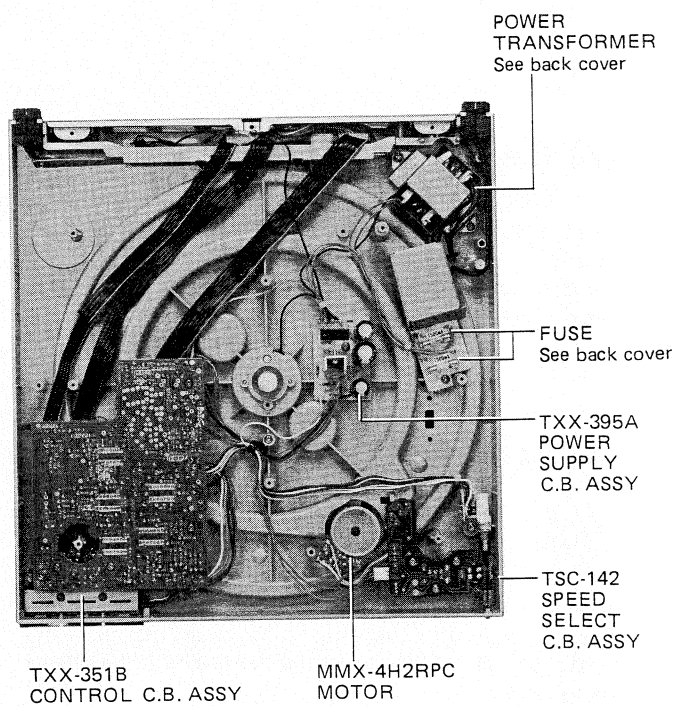 POWER
TRANSFORMER
See back cover
FUSE
See back cover
TXX-395A
POWER
SUPPLY
C.B. ASSY
TSC-142
SPEED
SELECT
C.B. ASSY
TXX-351B
CONTROL C.B. ASSY
MMX-4H2RPC
MOTOR